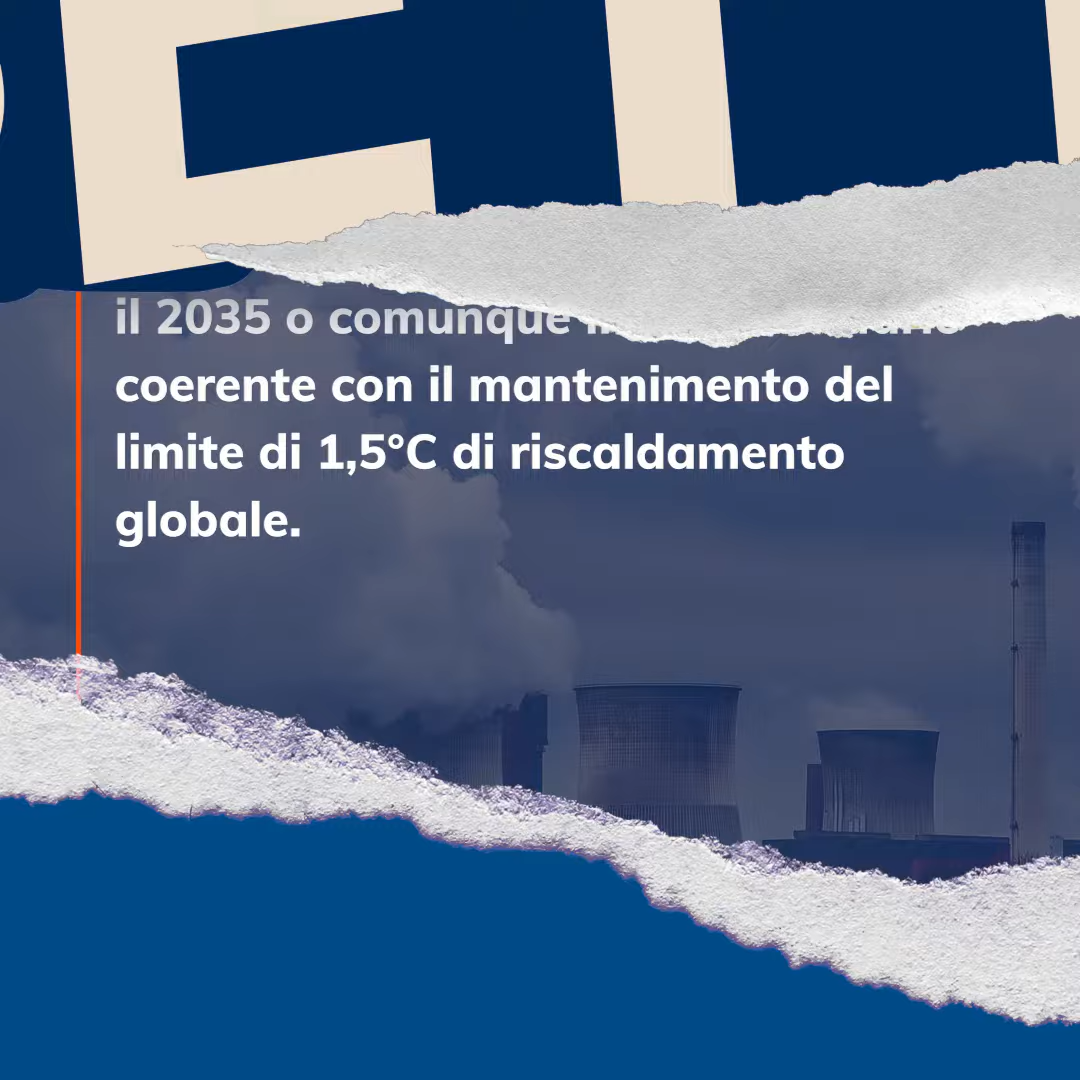 il 2035 o comunque
coerente con il mantenimento del
limite di 1,5°C di riscaldamento
globale.